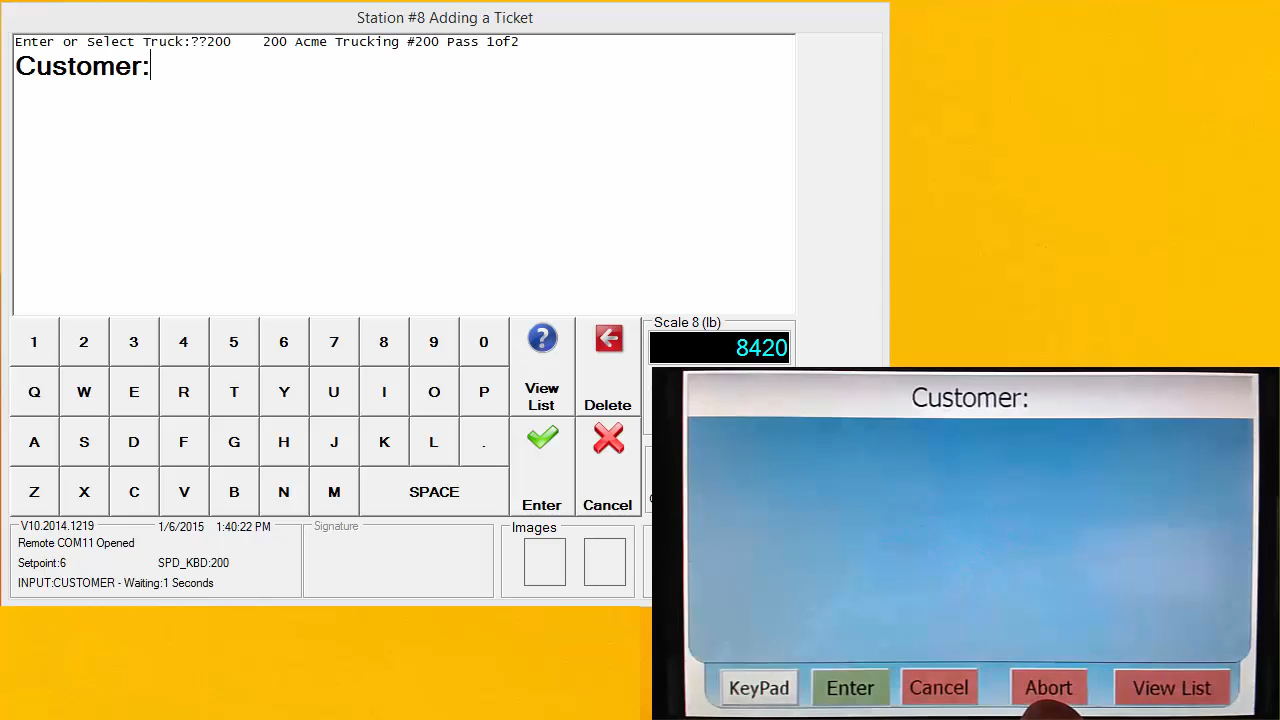 Station #8 Adding a Ticket
Enter or Select Truck:??200    200 Acme Trucking #200 Pass 1of2
Customer:
1 2 3 4 5 6 7 8 9 0
Q W E R T Y U I O P
View List
Delete
A S D F G H J K L .
Z X C V B N M SPACE
Enter
Cancel
Scale 8 (lb)
8420
V10.2014.1219 1/6/2015 1:40:22 PM
Remote COM11 Opened
Setpoint:6 SPD_KBD:200
INPUT:CUSTOMER - Waiting:1 Seconds
Signature
Images
Customer:
KeyPad Enter Cancel Abort View List